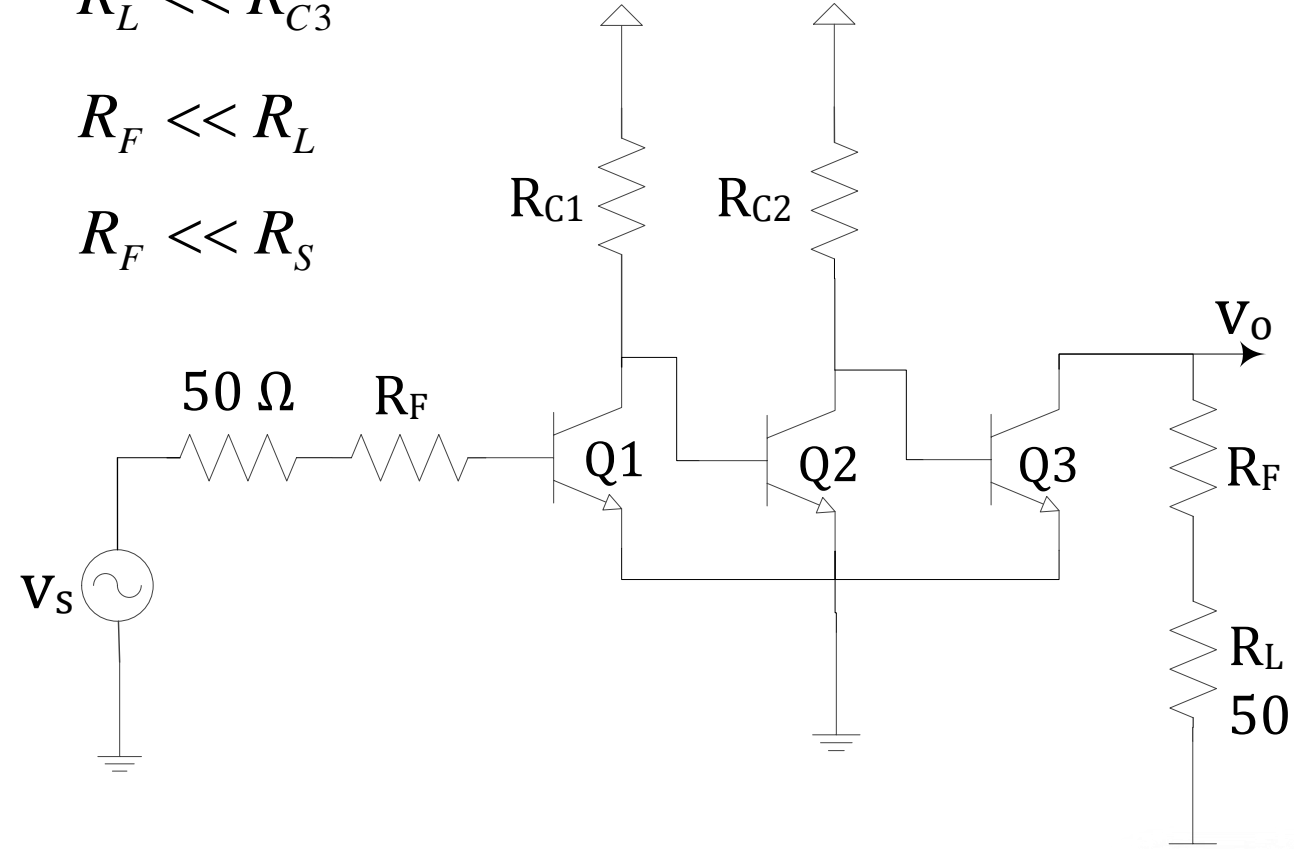 R_L << R_C3
R_F << R_L
R_F << R_S
R_C1
R_C2
v_o
50 Ω
R_F
Q1
Q2
Q3
R_F
v_s
R_L
50